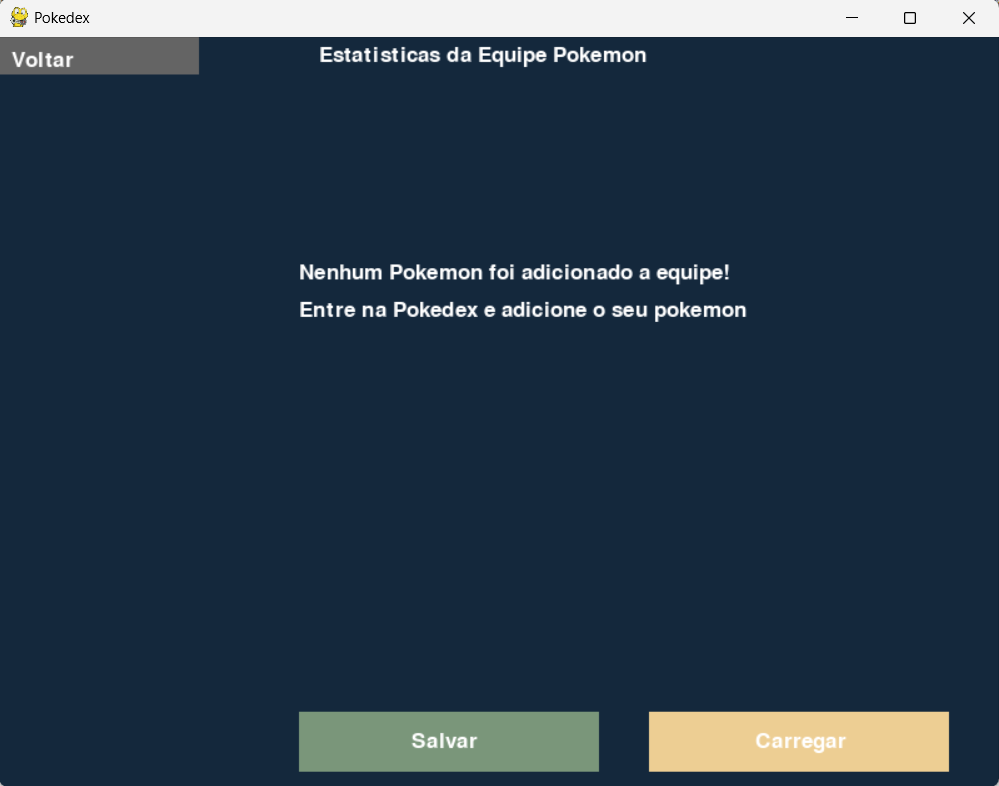 Pokedex
Voltar
Estatisticas da Equipe Pokemon
Nenhum Pokemon foi adicionado a equipe!
Entre na Pokedex e adicione o seu pokemon
Salvar
Carregar